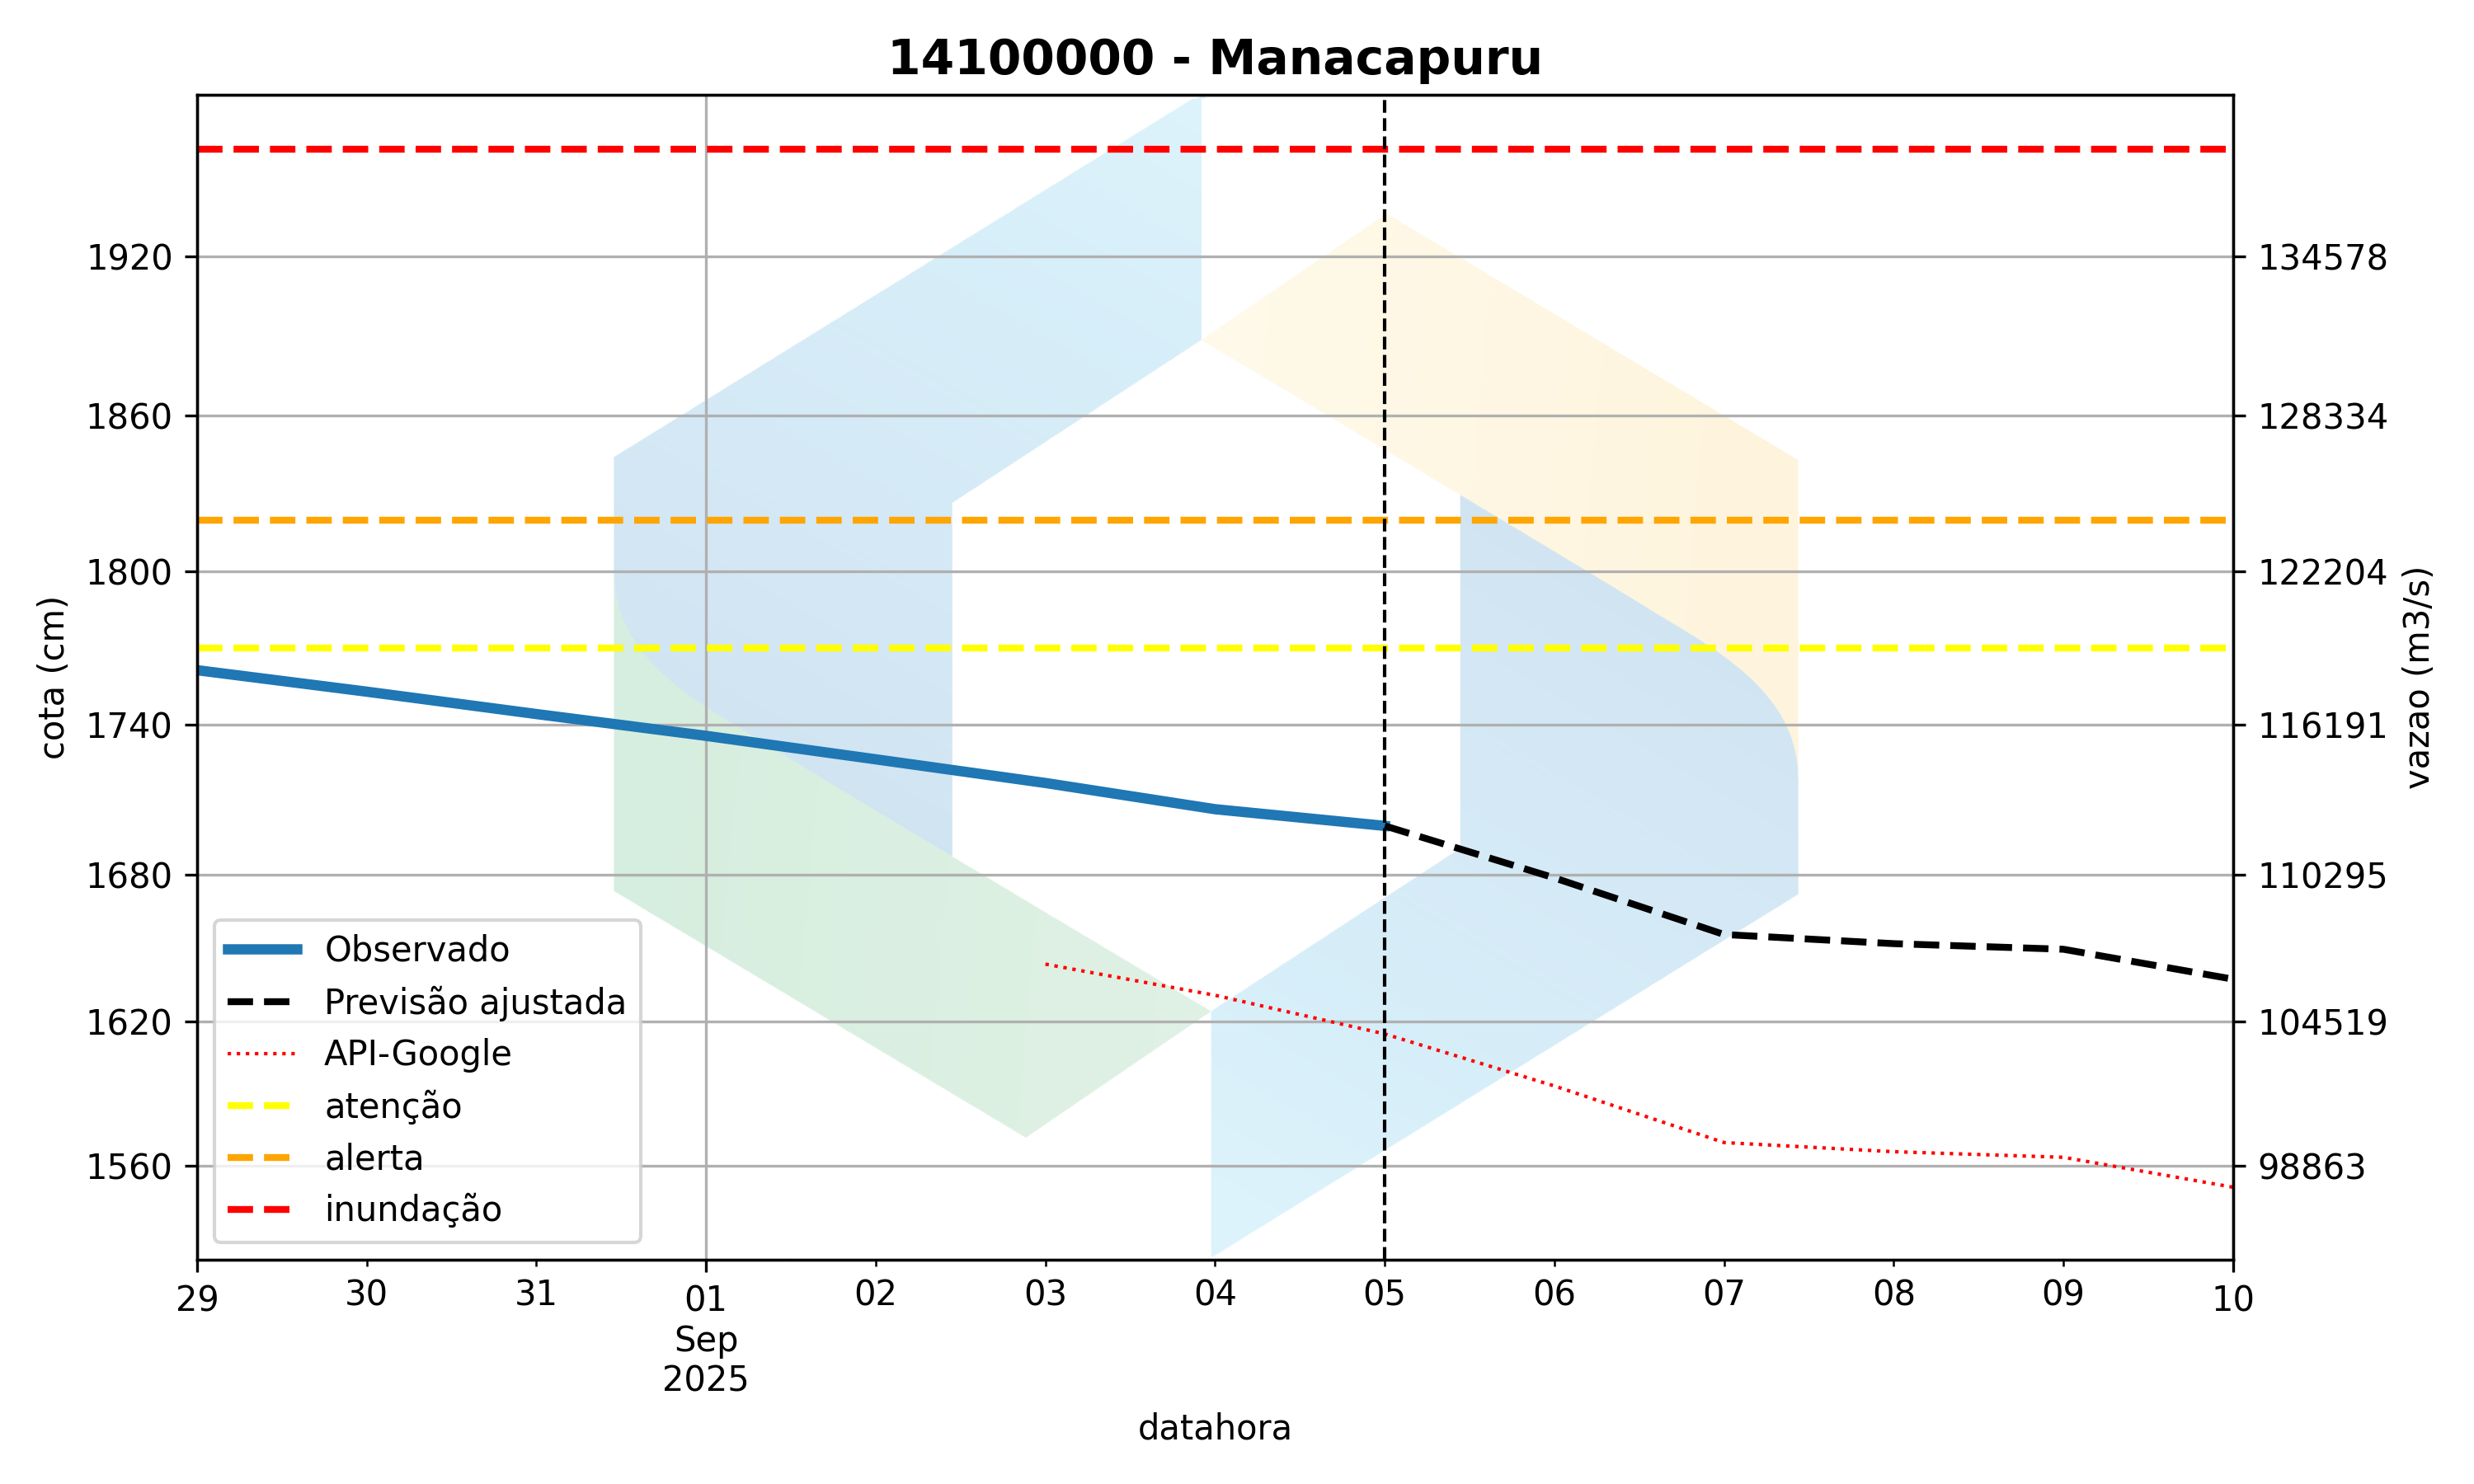 14100000 - Manacapuru
1920
1860
1800
1740
1680
1620
1560
cota (cm)
134578
128334
122204
116191
110295
104519
98863
vazao (m3/s)
Observado
Previsão ajustada
API-Google
atenção
alerta
inundação
29 30 31 01 02 03 04 05 06 07 08 09 10
Sep
2025
datahora